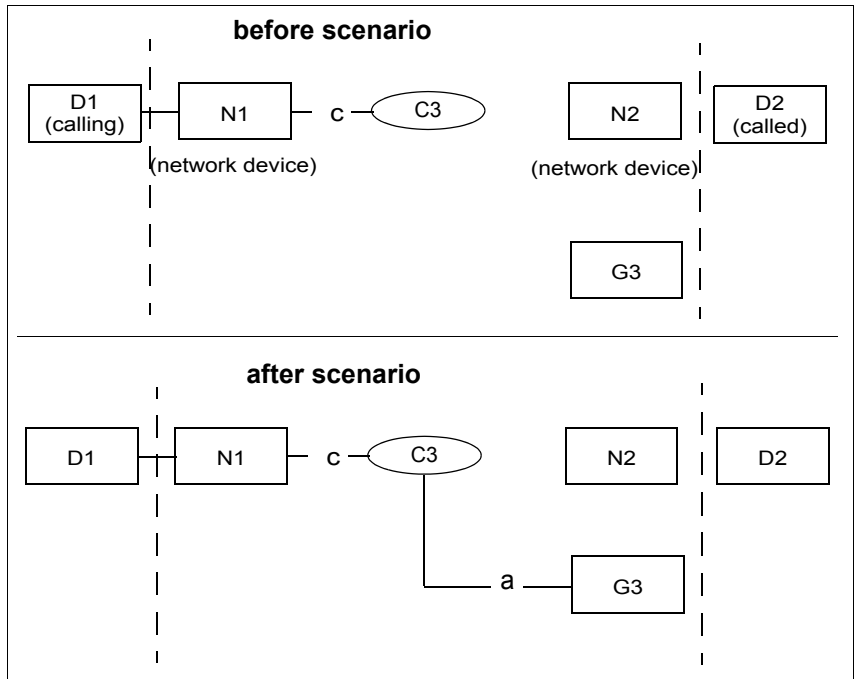 before scenario
D1
(calling)
N1
c
C3
N2
D2
(called)
(network device)
(network device)
G3
after scenario
D1
N1
c
C3
N2
D2
a
G3